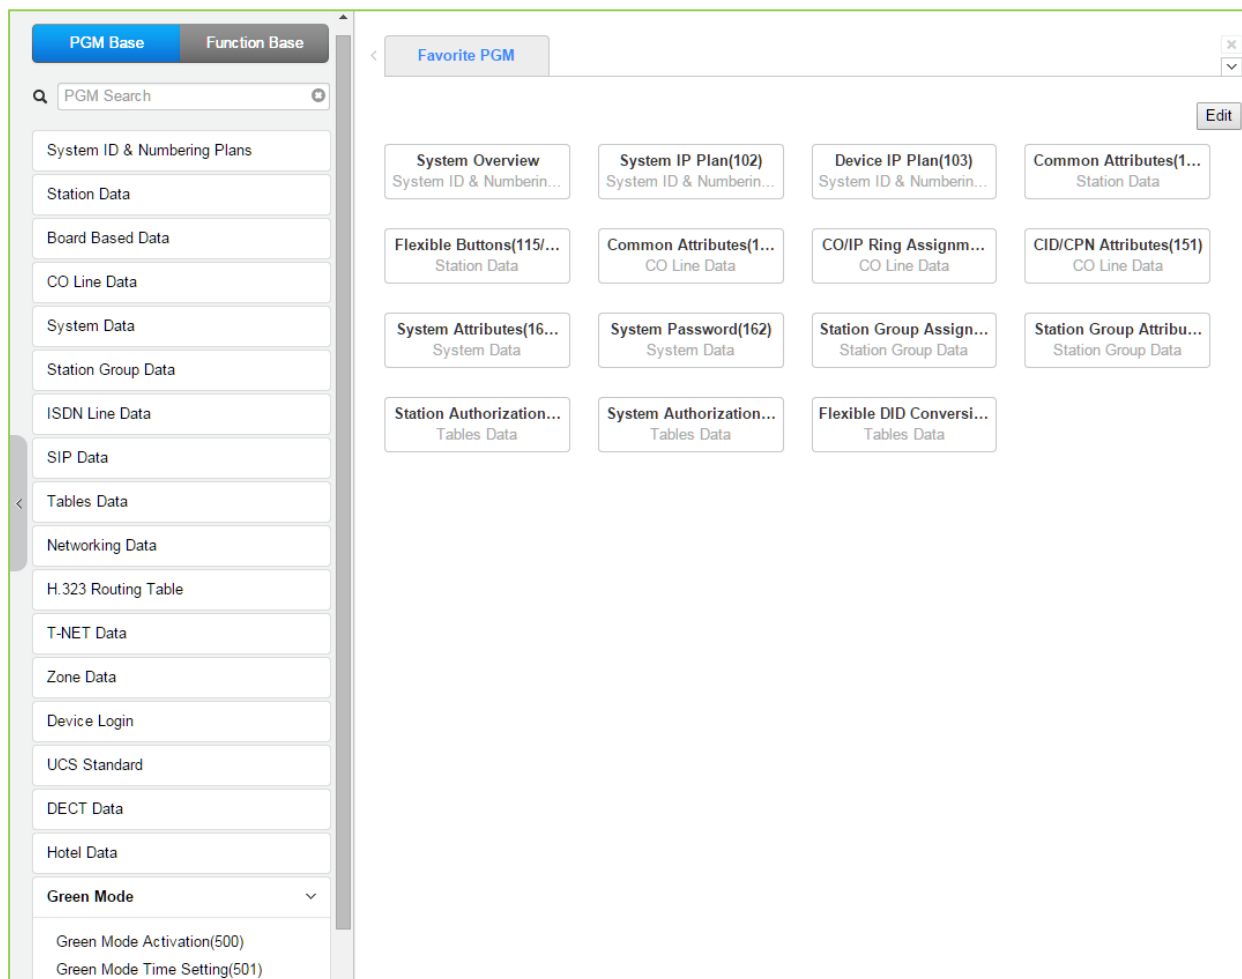 PGM Base
Function Base
PGM Search
System ID & Numbering Plans
Station Data
Board Based Data
CO Line Data
System Data
Station Group Data
ISDN Line Data
SIP Data
Tables Data
Networking Data
H.323 Routing Table
T-NET Data
Zone Data
Device Login
UCS Standard
DECT Data
Hotel Data
Green Mode
Green Mode Activation(500)
Green Mode Time Setting(501)
Favorite PGM
Edit
System Overview
System ID & Numberin...
System IP Plan(102)
System ID & Numberin...
Device IP Plan(103)
System ID & Numberin...
Common Attributes(1...
Station Data
Flexible Buttons(115/...
Station Data
Common Attributes(1...
CO Line Data
CO/IP Ring Assignm...
CO Line Data
CID/CPN Attributes(151)
CO Line Data
System Attributes(16...
System Data
System Password(162)
System Data
Station Group Assign...
Station Group Data
Station Group Attribu...
Station Group Data
Station Authorization...
Tables Data
System Authorization...
Tables Data
Flexible DID Conversi...
Tables Data